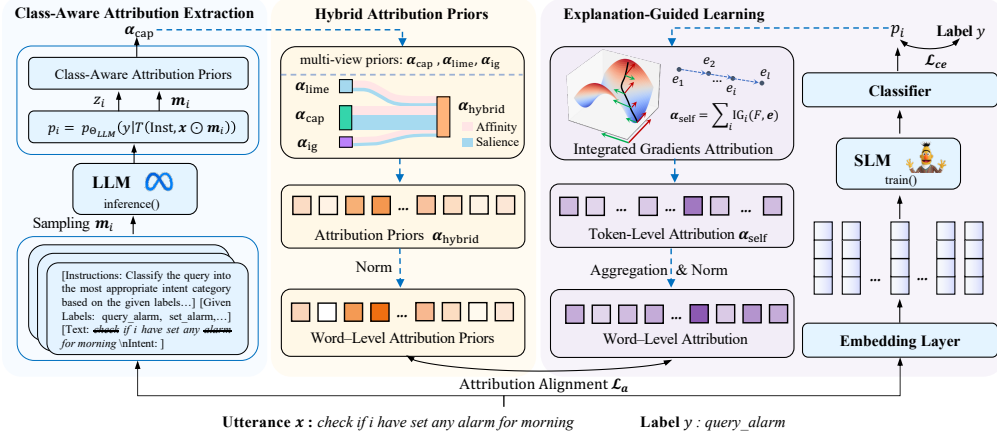 Class-Aware Attribution Extraction
α_cap
Class-Aware Attribution Priors
z_i
m_i
p_i = p_{Θ_LLM}(y|T(Inst, x ⊙ m_i))
LLM
inference()
Sampling m_i
[Instructions: Classify the query into
the most appropriate intent category
based on the given labels…] [Given
Labels: query_alarm, set_alarm,…]
[Text: check if i have set any alarm
for morning \nIntent: ]
Hybrid Attribution Priors
multi-view priors: α_cap , α_lime, α_ig
α_lime
α_cap
α_ig
α_hybrid
Affinity
Salience
...
Attribution Priors α_hybrid
Norm
...
Word–Level Attribution Priors
Explanation-Guided Learning
e_1
e_2
...
e_i
e_i
α_self = ∑_i IG_i(F, e)
Integrated Gradients Attribution
... ...
Token-Level Attribution α_self
Aggregation & Norm
...
Word–Level Attribution
p_i
Label y
ℒ_ce
Classifier
SLM
train()
... ...
Embedding Layer
Attribution Alignment ℒ_a
Utterance x : check if i have set any alarm for morning
Label y : query_alarm